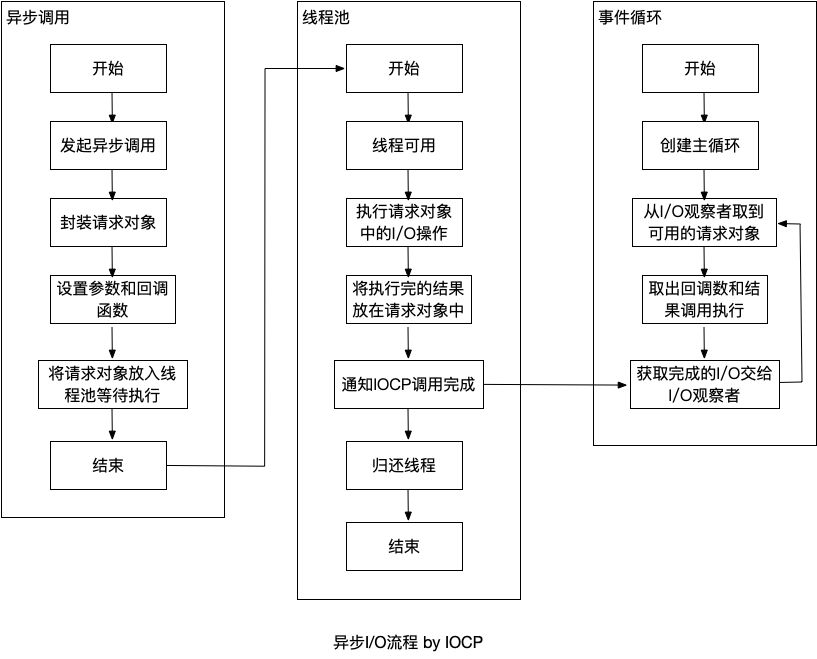 异步调用
开始
发起异步调用
封装请求对象
设置参数和回调
函数
将请求对象放入线
程池等待执行
结束
线程池
开始
线程可用
执行请求对象
中的I/O操作
将执行完的结果
放在请求对象中
通知IOCP调用完成
归还线程
结束
事件循环
开始
创建主循环
从I/O观察者取到
可用的请求对象
取出回调数和结
果调用执行
获取完成的I/O交给
I/O观察者
异步I/O流程 by IOCP